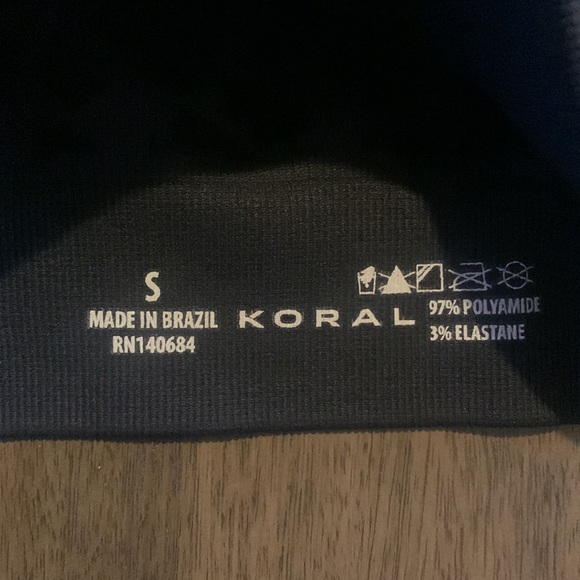 S
MADE IN BRAZIL
RN140684
KORAL
97% POLYAMIDE
3% ELASTANE